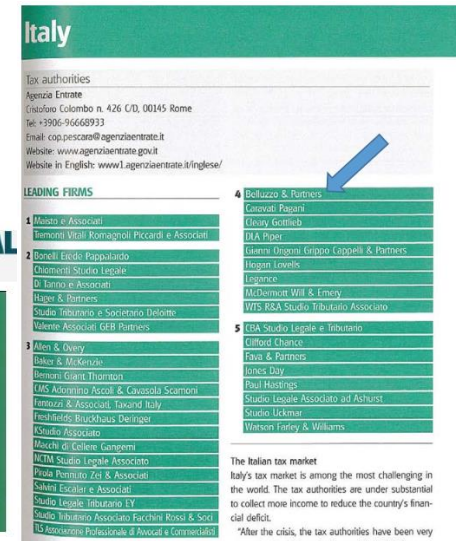 Italy
Tax authorities
Agenzia Entrate
Cristoforo Colombo n. 426 C/D, 00145 Rome
Tel: +3906-96668933
Email: cop.pescara@agenziaentrate.it
Website: www.agenziaentrate.gov.it
Website in English: www1.agenziaentrate.it/inglese/
LEADING FIRMS
1 Maisto e Associati
Tremonti Vitali Romagnoli Piccardi e Associati
2 Bonelli Erede Pappalardo
Chiomenti Studio Legale
Di Tanno e Associati
Hager & Partners
Studio Tributario e Societario Deloitte
Valente Associati GEB Partners
3 Allen & Overy
Baker & McKenzie
Bernoni Grant Thornton
CMS Adonnino Ascoli & Cavasola Scamoni
Fantozzi & Associati, Taxand Italy
Freshfields Bruckhaus Deringer
KStudio Associato
Macchi di Cellere Gangemi
NCTM Studio Legale Associato
Pirola Pennuto Zei & Associati
Salvini Escalar e Associati
Studio Legale Tributario EY
Studio Tributario Associato Facchini Rossi & Soci
TLS Associazione Professionale di Avvocati e Commercialisti
4 Belluzzo & Partners
Caravati Pagani
Cleary Gottlieb
DLA Piper
Gianni Origoni Grippo Cappelli & Partners
Hogan Lovells
Legance
McDermott Will & Emery
WTS R&A Studio Tributario Associato
5 CBA Studio Legale e Tributario
Clifford Chance
Fava & Partners
Jones Day
Paul Hastings
Studio Legale Associato ad Ashurst
Studio Uckmar
Watson Farley & Williams
The Italian tax market
Italy's tax market is among the most challenging in
the world. The tax authorities are under substantial
to collect more income to reduce the country's finan-
cial deficit.
"After the crisis, the tax authorities have been very
AL